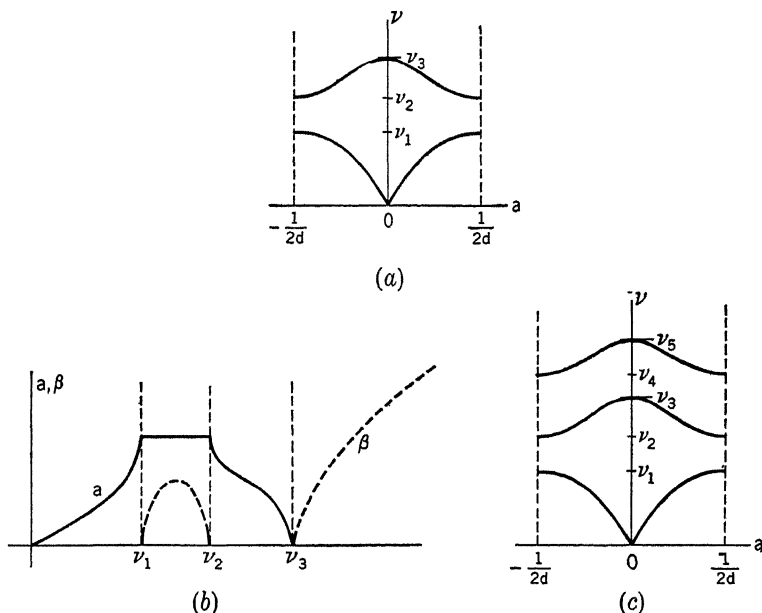 ν
ν₃
ν₂
ν₁
a
-1/2d
0
1/2d
(a)
a, β
a
β
ν₁
ν₂
ν₃
(b)
ν
ν₅
ν₄
ν₃
ν₂
ν₁
a
-1/2d
0
1/2d
(c)